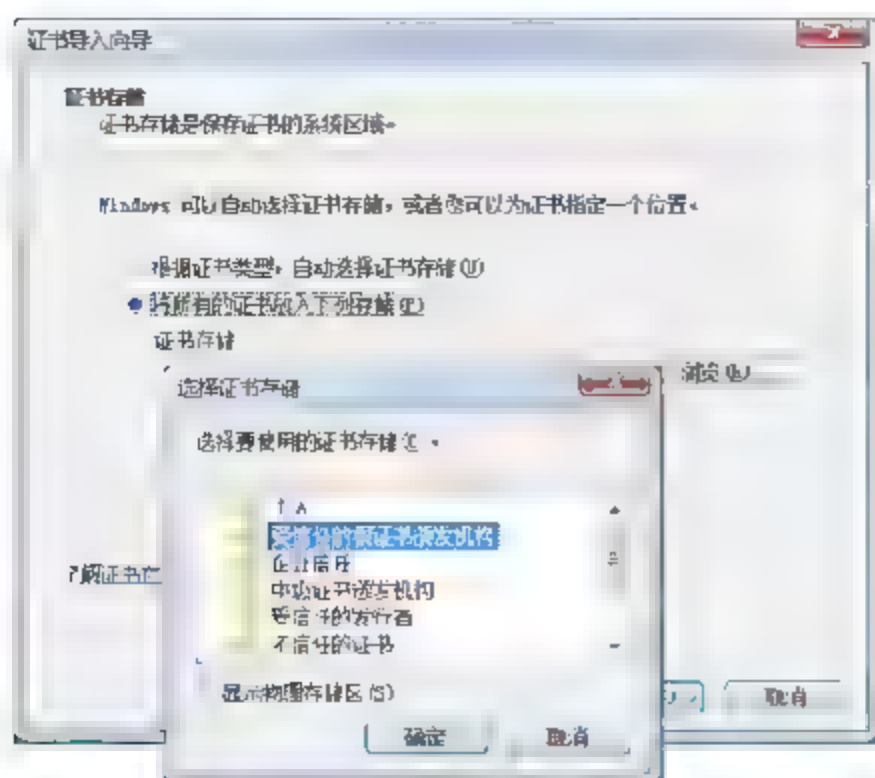 证书导入向导
证书存储
证书存储是保存证书的系统区域。
Windows 可以自动选择证书存储，或者您可以为证书指定一个位置。
根据证书类型，自动选择证书存储(U)
将所有的证书放入下列存储(P)
证书存储
浏览(R)
选择证书存储
选择要使用的证书存储(C)。
个人
受信任的根证书颁发机构
企业信任
中级证书颁发机构
受信任的发行者
不信任的证书
了解证书存
显示物理存储区(S)
取消
确定
取消